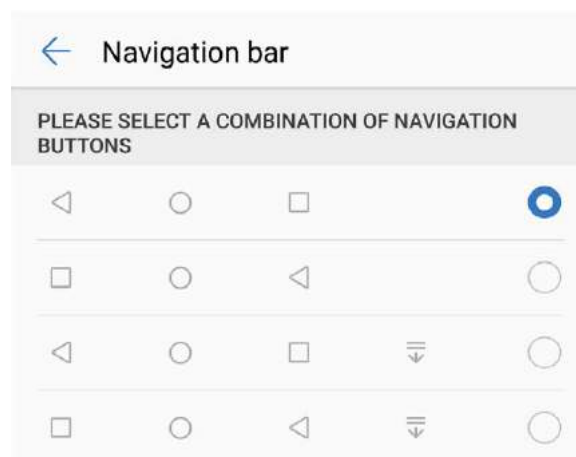 Navigation bar
PLEASE SELECT A COMBINATION OF NAVIGATION
BUTTONS